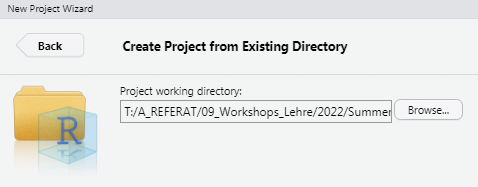 New Project Wizard
Back
Create Project from Existing Directory
Project working directory:
T:/A_REFERAT/09_Workshops_Lehre/2022/Summer
Browse...
R